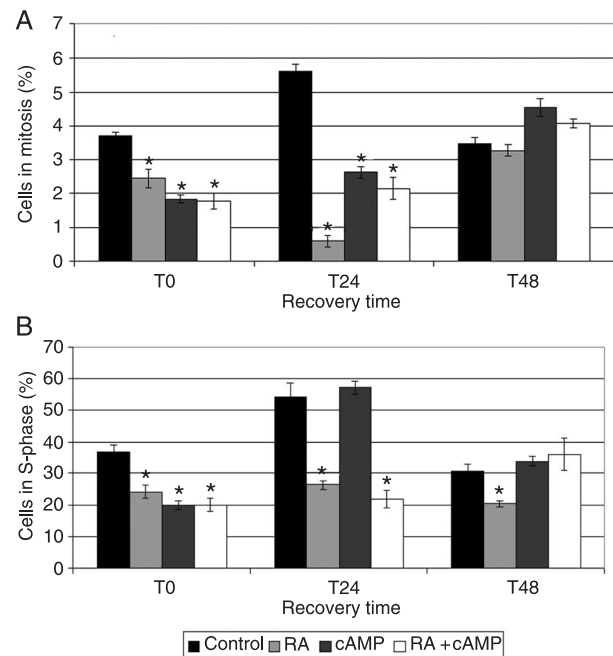 A
Cells in mitosis (%)
7
6
5
4
3
2
1
0
* * *
* * *
T0 T24 T48
Recovery time
B
Cells in S-phase (%)
70
60
50
40
30
20
10
0
* * *
* *
*
T0 T24 T48
Recovery time
Control RA cAMP RA + cAMP